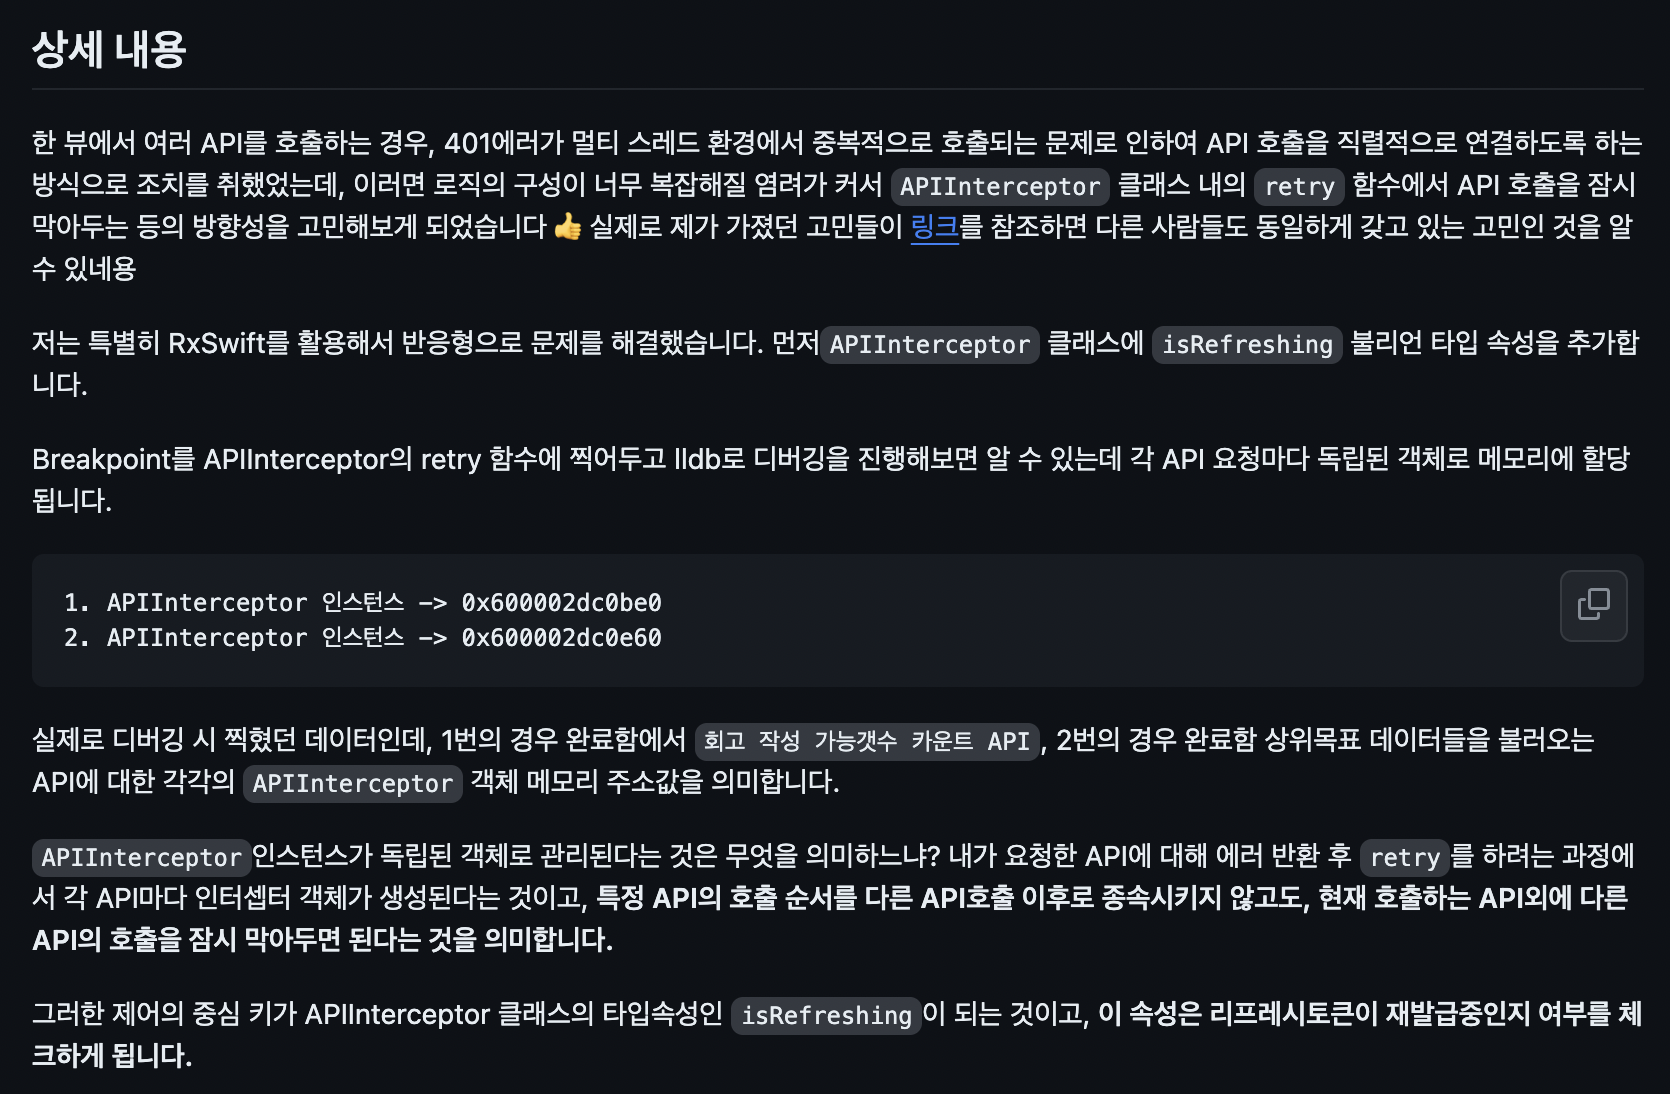 상세 내용
한 뷰에서 여러 API를 호출하는 경우, 401에러가 멀티 스레드 환경에서 중복적으로 호출되는 문제로 인하여 API 호출을 직렬적으로 연결하도록 하는
방식으로 조치를 취했었는데, 이러면 로직의 구성이 너무 복잡해질 염려가 커서 APIInterceptor 클래스 내의 retry 함수에서 API 호출을 잠시
막아두는 등의 방향성을 고민해보게 되었습니다 👍 실제로 제가 가졌던 고민들이 링크를 참조하면 다른 사람들도 동일하게 갖고 있는 고민인 것을 알
수 있네용
저는 특별히 RxSwift를 활용해서 반응형으로 문제를 해결했습니다. 먼저 APIInterceptor 클래스에 isRefreshing 불리언 타입 속성을 추가합
니다.
Breakpoint를 APIInterceptor의 retry 함수에 찍어두고 lldb로 디버깅을 진행해보면 알 수 있는데 각 API 요청마다 독립된 객체로 메모리에 할당
됩니다.
1. APIInterceptor 인스턴스 -> 0x600002dc0be0
2. APIInterceptor 인스턴스 -> 0x600002dc0e60
실제로 디버깅 시 찍혔던 데이터인데, 1번의 경우 완료함에서 회고 작성 가능갯수 카운트 API, 2번의 경우 완료함 상위목표 데이터들을 불러오는
API에 대한 각각의 APIInterceptor 객체 메모리 주소값을 의미합니다.
APIInterceptor인스턴스가 독립된 객체로 관리된다는 것은 무엇을 의미하느냐? 내가 요청한 API에 대해 에러 반환 후 retry를 하려는 과정에
서 각 API마다 인터셉터 객체가 생성된다는 것이고, 특정 API의 호출 순서를 다른 API호출 이후로 종속시키지 않고도, 현재 호출하는 API외에 다른
API의 호출을 잠시 막아두면 된다는 것을 의미합니다.
그러한 제어의 중심 키가 APIInterceptor 클래스의 타입속성인 isRefreshing이 되는 것이고, 이 속성은 리프레시토큰이 재발급중인지 여부를 체
크하게 됩니다.